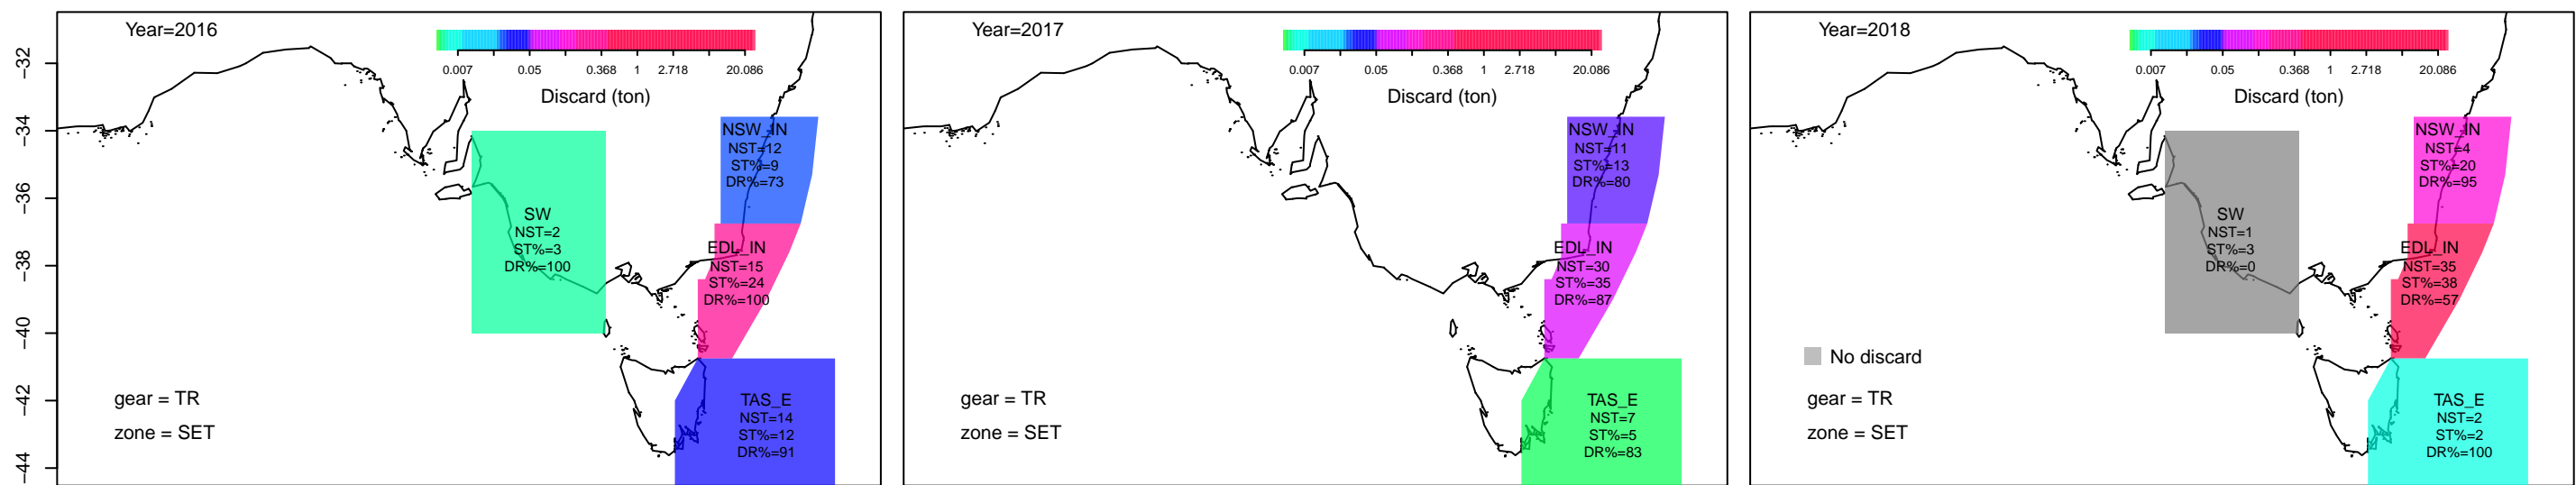 Year=2016
0.007 0.05 0.368 1 2.718 20.086
Discard (ton)
−32
−34
−36
−38
−40
−42
−44
NSW_IN
NST=12
ST%=9
DR%=73
SW
NST=2
ST%=3
DR%=100
EDL_IN
NST=15
ST%=24
DR%=100
TAS_E
NST=14
ST%=12
DR%=91
gear = TR
zone = SET
Year=2017
0.007 0.05 0.368 1 2.718 20.086
Discard (ton)
NSW_IN
NST=11
ST%=13
DR%=80
EDL_IN
NST=30
ST%=35
DR%=87
TAS_E
NST=7
ST%=5
DR%=83
gear = TR
zone = SET
Year=2018
0.007 0.05 0.368 1 2.718 20.086
Discard (ton)
NSW_IN
NST=4
ST%=20
DR%=95
SW
NST=1
ST%=3
DR%=0
EDL_IN
NST=35
ST%=38
DR%=57
No discard
TAS_E
NST=2
ST%=2
DR%=100
gear = TR
zone = SET